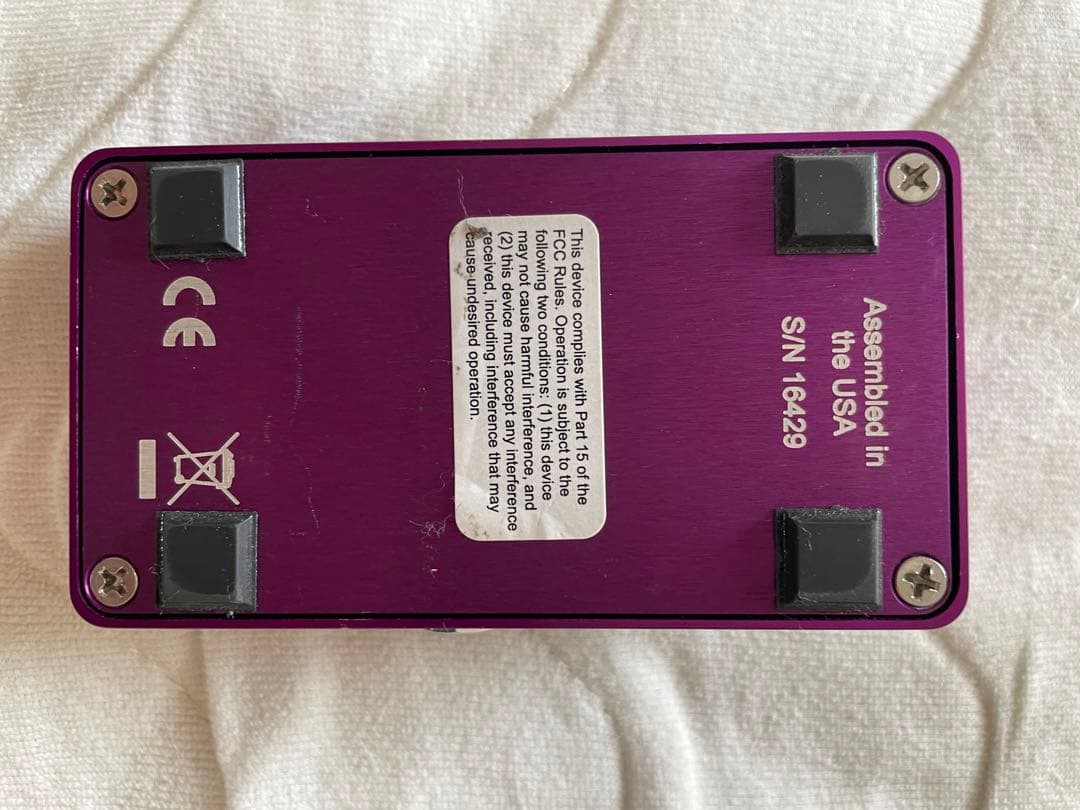 Assembled in
the USA
S/N 16429
This device complies with Part 15 of the
FCC Rules. Operation is subject to the
following two conditions: (1) this device
may not cause harmful interference, and
(2) this device must accept any interference
received, including interference that may
cause undesired operation.
CE